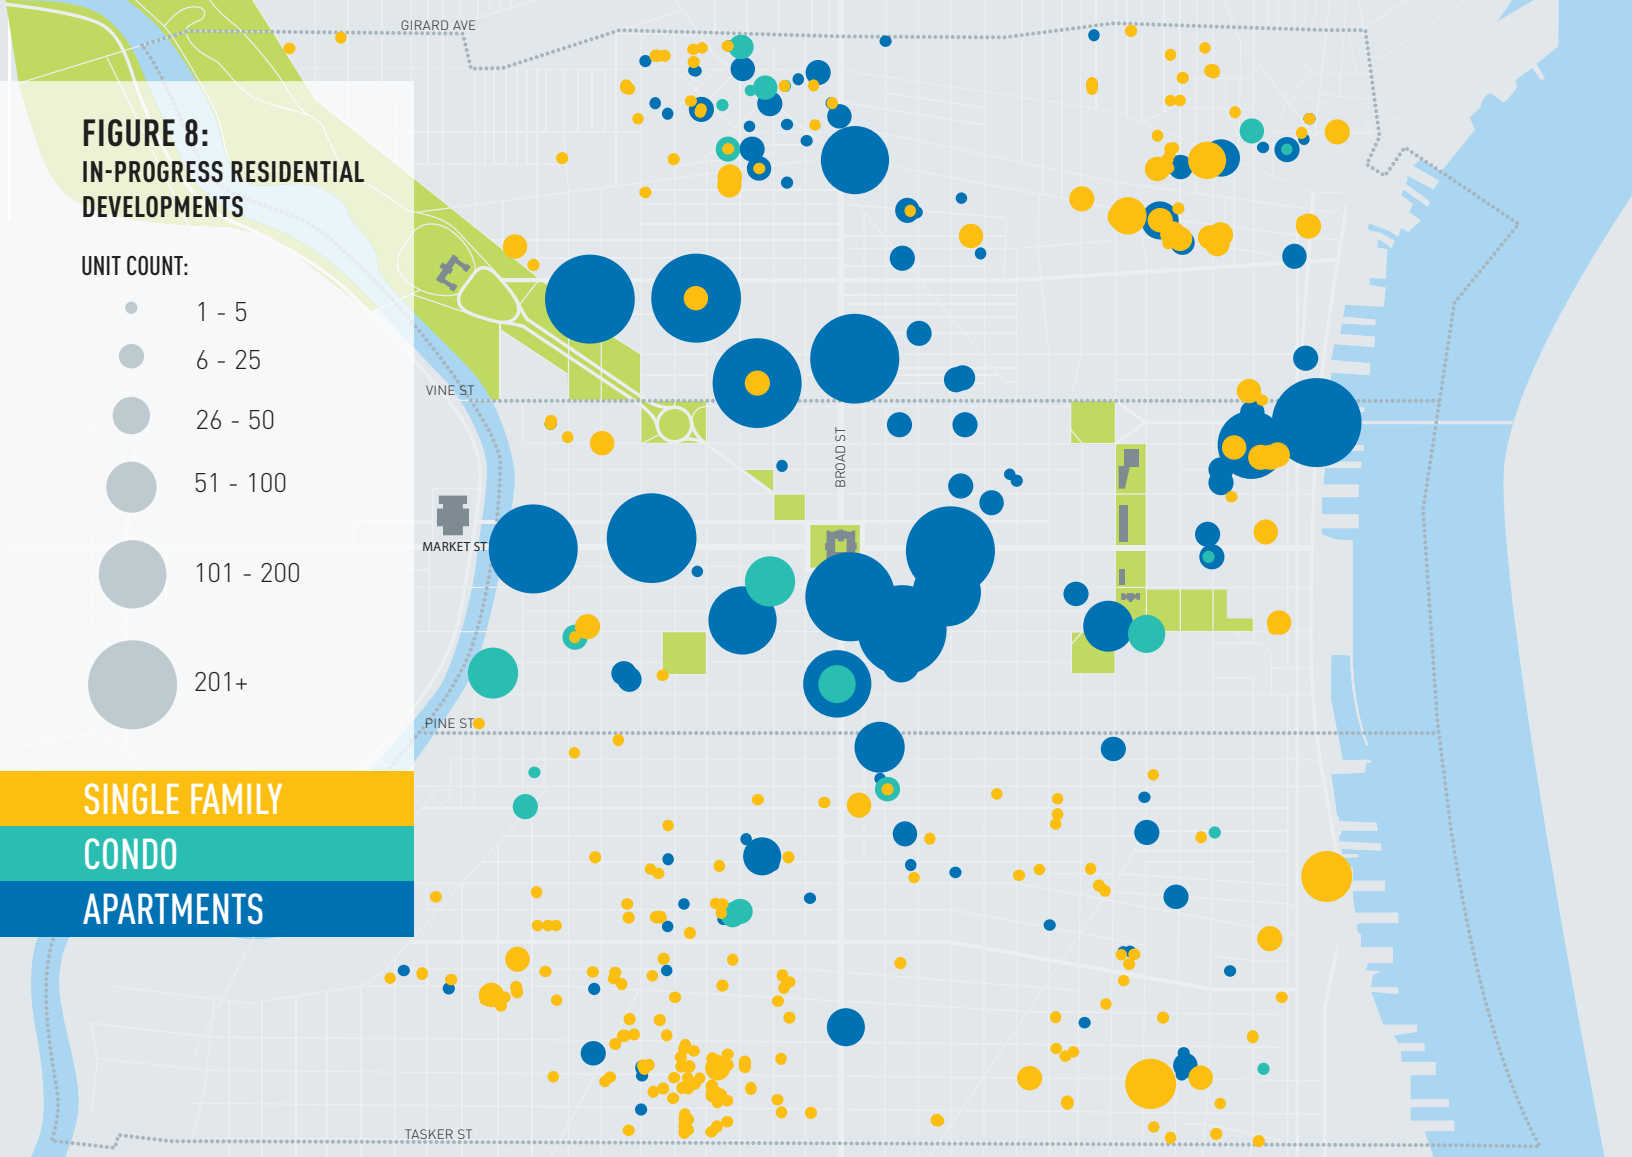 GIRARD AVE
FIGURE 8:
IN-PROGRESS RESIDENTIAL
DEVELOPMENTS
UNIT COUNT:
1 - 5
6 - 25
26 - 50
51 - 100
101 - 200
201+
SINGLE FAMILY
CONDO
APARTMENTS
VINE ST
BROAD ST
MARKET ST
PINE ST
TASKER ST